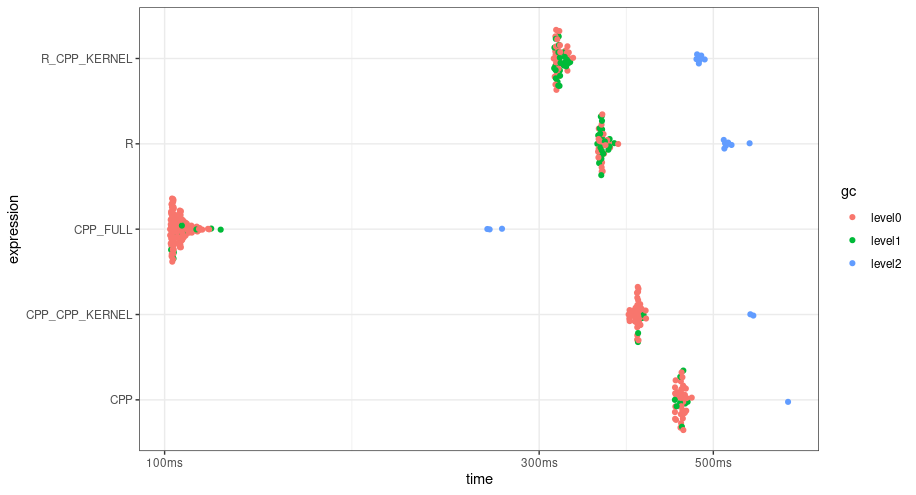 R_CPP_KERNEL
R
CPP_FULL
CPP_CPP_KERNEL
CPP
expression
100ms 300ms 500ms
time
gc
level0
level1
level2